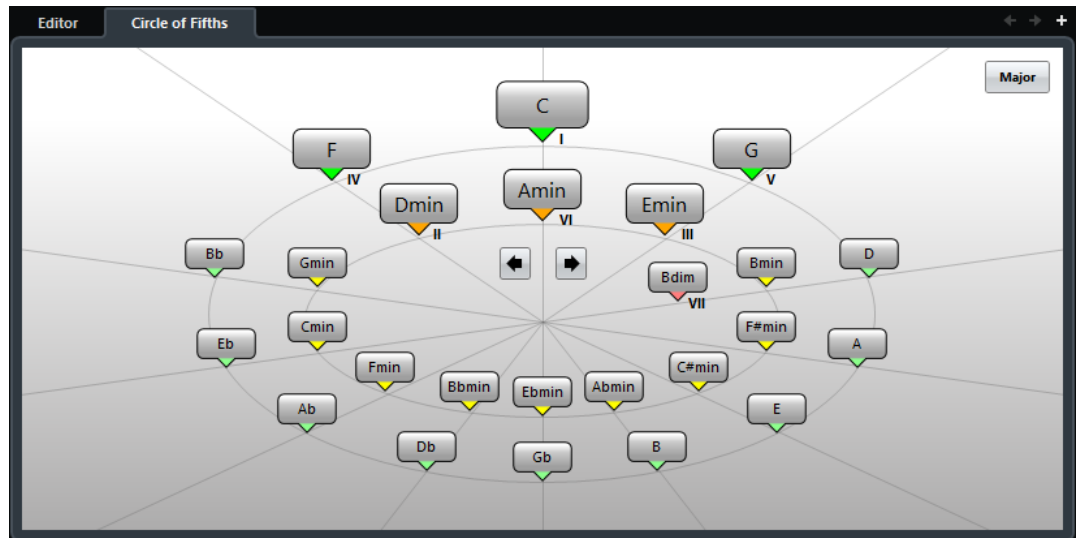 Editor
Circle of Fifths
+
Major
C
I
F
IV
G
V
Amin
VI
Dmin
II
Emin
III
Bb
Gmin
Bdim
VII
Bmin
D
Eb
Cmin
F#min
A
Fmin
C#min
Bbmin
Ebmin
Abmin
Ab
E
Db
Gb
B